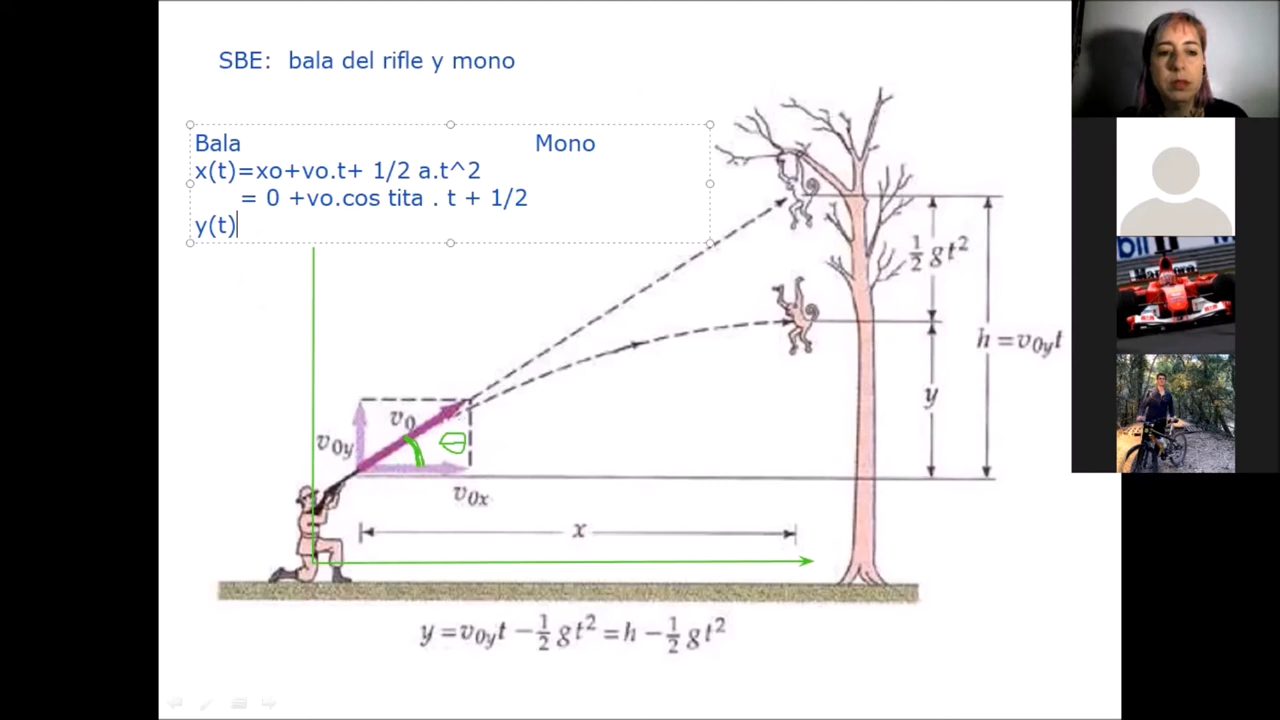 SBE: bala del rifle y mono
Bala Mono
x(t)=xo+vo.t+ 1/2 a.t^2
= 0 +vo.cos tita . t + 1/2
y(t)
½ gt²
h = v₀yt
y
v₀
θ
v₀y
v₀x
x
y = v₀yt − ½ gt² = h − ½ gt²
Marlboro